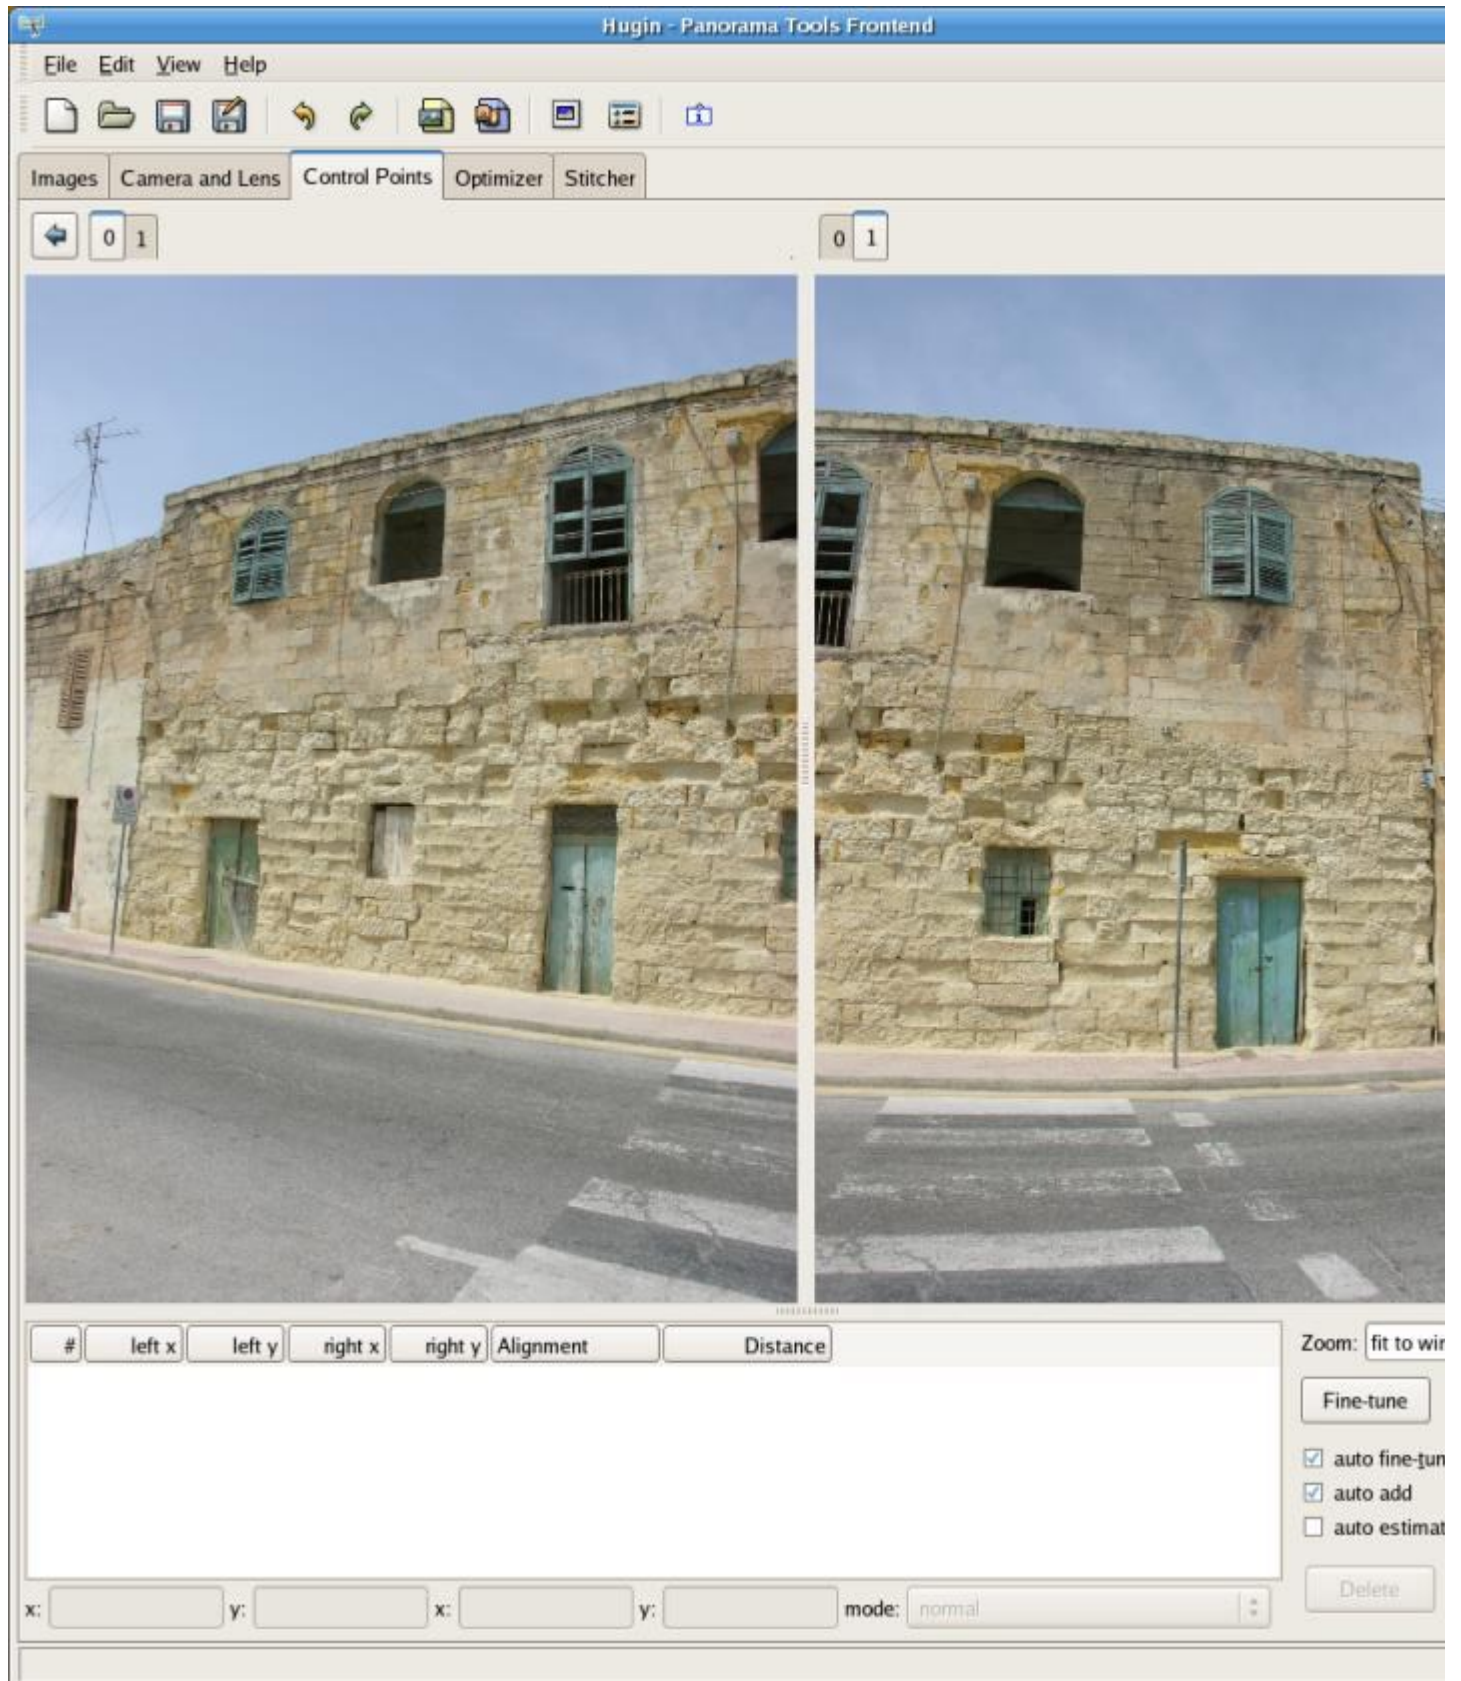 Hugin - Panorama Tools Frontend
File Edit View Help
Images Camera and Lens Control Points Optimizer Stitcher
0 1 0 1
# left x left y right x right y Alignment Distance
Zoom: fit to wir
Fine-tune
auto fine-tun
auto add
auto estimat
Delete
x: y: x: y: mode: normal